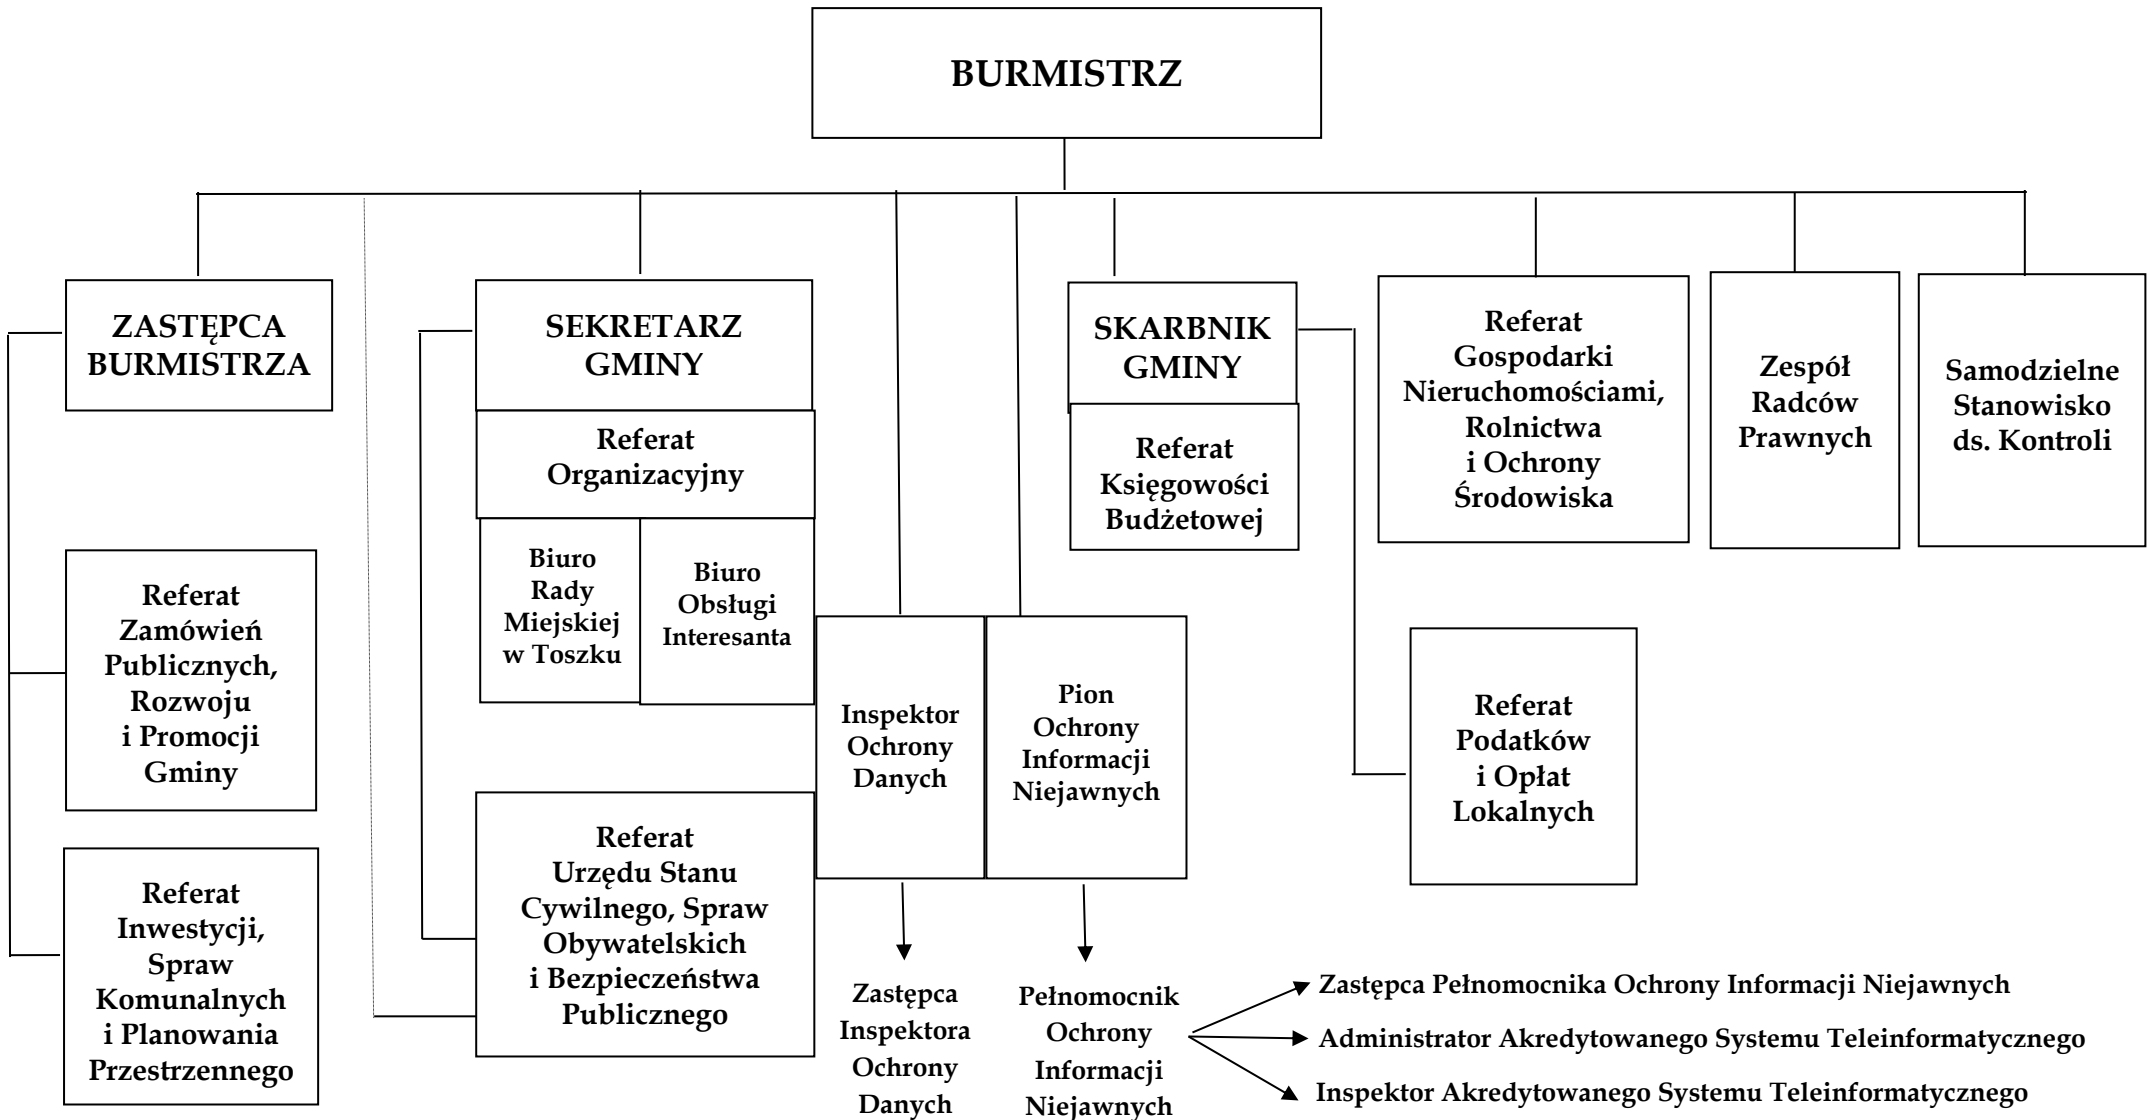 BURMISTRZ
ZASTĘPCA
BURMISTRZA
SEKRETARZ
GMINY
SKARBNIK
GMINY
Referat
Gospodarki
Nieruchomościami,
Rolnictwa
i Ochrony
Środowiska
Zespół
Radców
Prawnych
Samodzielne
Stanowisko
ds. Kontroli
Referat
Organizacyjny
Referat
Księgowości
Budżetowej
Biuro
Rady
Miejskiej
w Toszku
Biuro
Obsługi
Interesanta
Referat
Zamówień
Publicznych,
Rozwoju
i Promocji
Gminy
Inspektor
Ochrony
Danych
Pion
Ochrony
Informacji
Niejawnych
Referat
Podatków
i Opłat
Lokalnych
Referat
Inwestycji,
Spraw
Komunalnych
i Planowania
Przestrzennego
Referat
Urzędu Stanu
Cywilnego, Spraw
Obywatelskich
i Bezpieczeństwa
Publicznego
Zastępca
Inspektora
Ochrony
Danych
Pełnomocnik
Ochrony
Informacji
Niejawnych
Zastępca Pełnomocnika Ochrony Informacji Niejawnych
Administrator Akredytowanego Systemu Teleinformatycznego
Inspektor Akredytowanego Systemu Teleinformatycznego